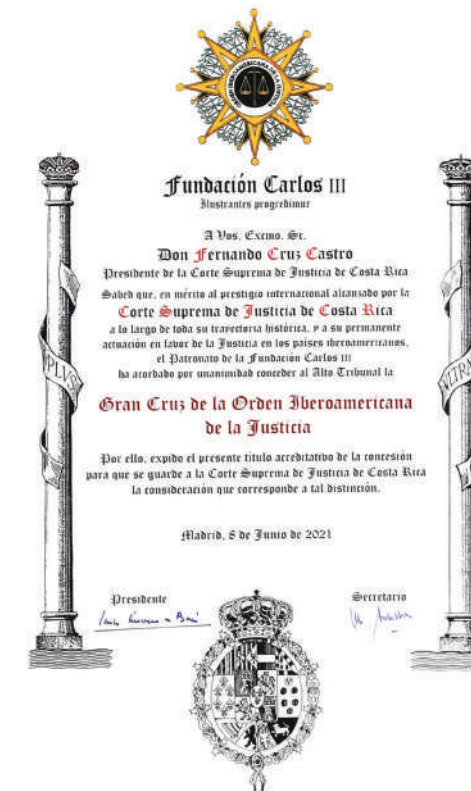 ORDEN IBEROAMERICANA DE LA JUSTICIA
Fundación Carlos III
Ilustrantes progredimur
A Vos, Excmo. Sr.
Don Fernando Cruz Castro
Presidente de la Corte Suprema de Justicia de Costa Rica
Sabed que, en mérito al prestigio internacional alcanzado por la
Corte Suprema de Justicia de Costa Rica
a lo largo de toda su trayectoria histórica, y a su permanente
actuación en favor de la Justicia en los países iberoamericanos,
el Patronato de la Fundación Carlos III
ha acordado por unanimidad conceder al Alto Tribunal la
Gran Cruz de la Orden Iberoamericana
de la Justicia
Por ello, expido el presente título acreditativo de la concesión
para que se guarde a la Corte Suprema de Justicia de Costa Rica
la consideración que corresponde a tal distinción.
PLVS
VLTRA
Madrid, 8 de Junio de 2021
Presidente
Secretario